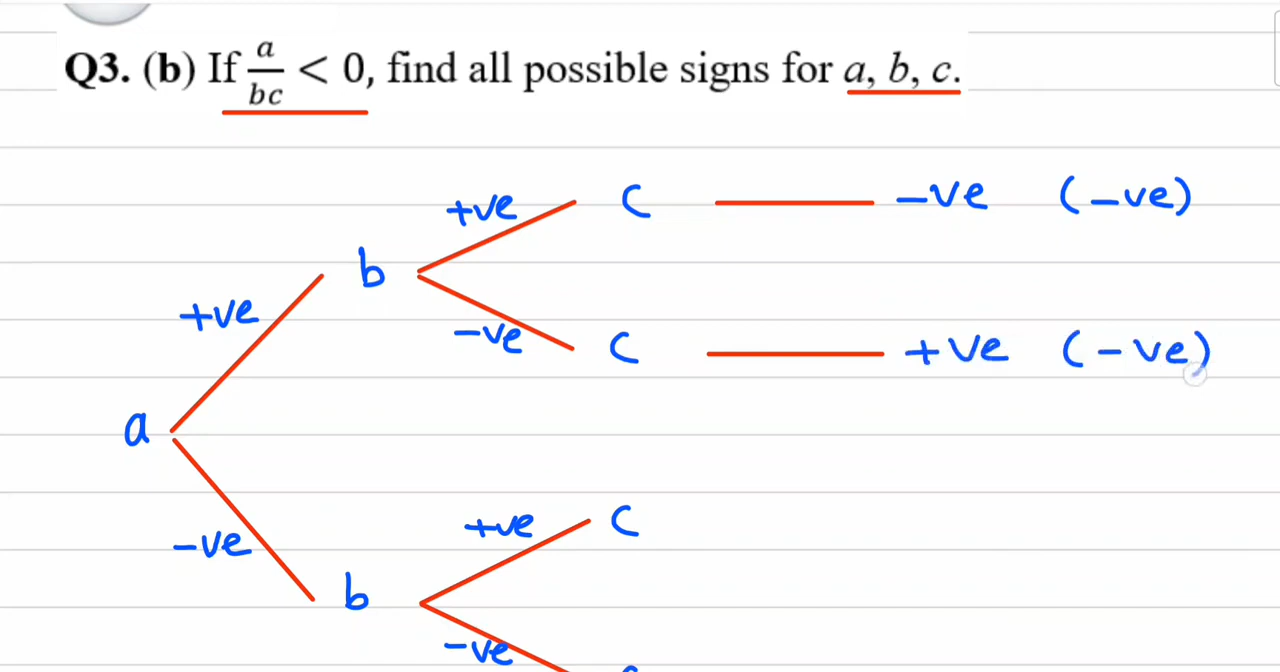 Q3. (b) If a/bc < 0, find all possible signs for a, b, c.
+ve c -ve (-ve)
b
+ve -ve c +ve (-ve)
a
-ve +ve c
b
-ve